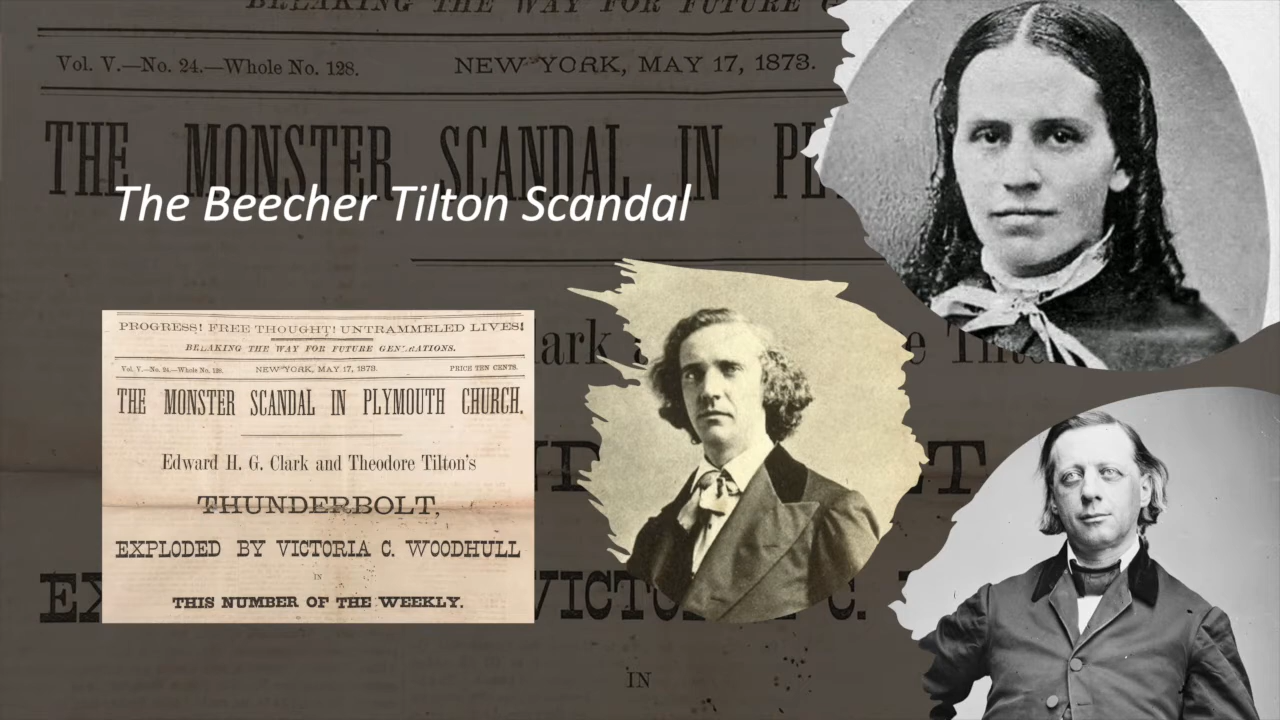 BREAKING THE WAY FOR FUTURE G
Vol. V.—No. 24.—Whole No. 128.
NEW YORK, MAY 17, 1873.
THE MONSTER SCANDAL IN PL
The Beecher Tilton Scandal
PROGRESS! FREE THOUGHT! UNTRAMMELED LIVES!
BREAKING THE WAY FOR FUTURE GENERATIONS.
Vol. V.—No. 24.—Whole No. 128.
NEW YORK, MAY 17, 1873.
PRICE TEN CENTS.
THE MONSTER SCANDAL IN PLYMOUTH CHURCH.
Edward H. G. Clark and Theodore Tilton's
THUNDERBOLT,
EXPLODED BY VICTORIA C. WOODHULL
IN
THIS NUMBER OF THE WEEKLY.
EX VICTO C.
IN